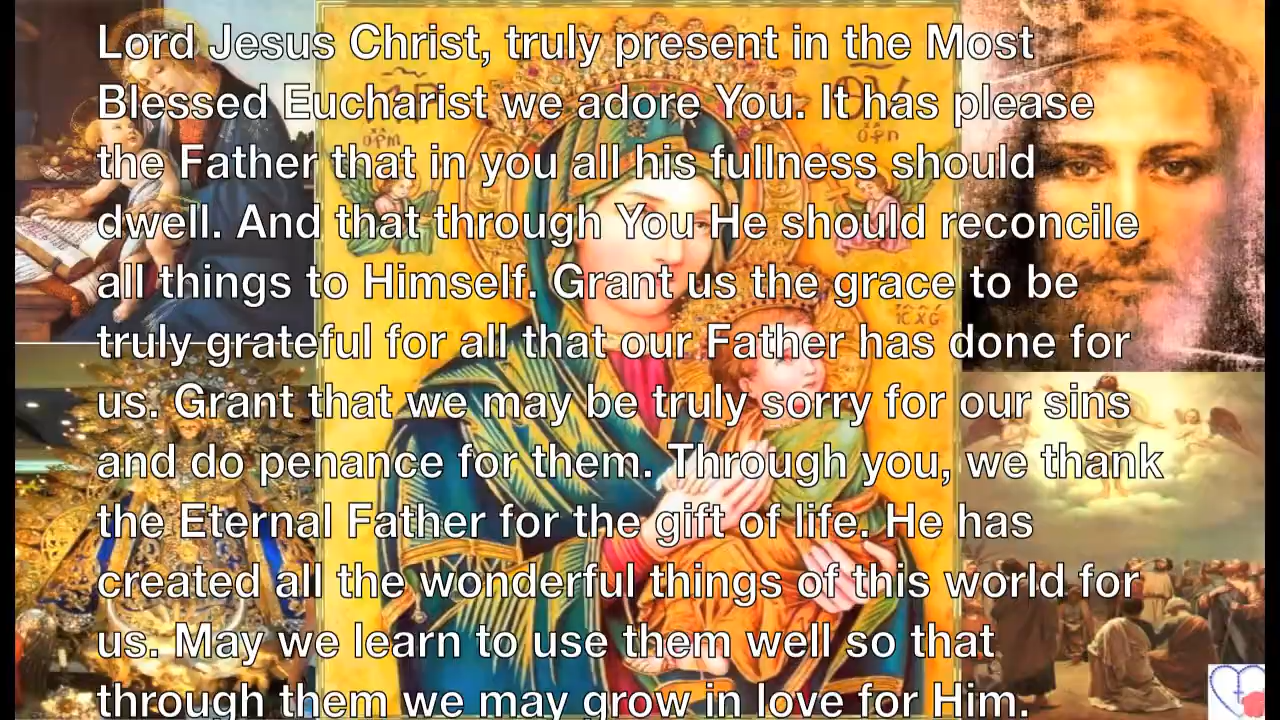 Lord Jesus Christ, truly present in the Most
Blessed Eucharist we adore You. It has please
the Father that in you all his fullness should
dwell. And that through You He should reconcile
all things to Himself. Grant us the grace to be
truly grateful for all that our Father has done for
us. Grant that we may be truly sorry for our sins
and do penance for them. Through you, we thank
the Eternal Father for the gift of life. He has
created all the wonderful things of this world for
us. May we learn to use them well so that
through them we may grow in love for Him.